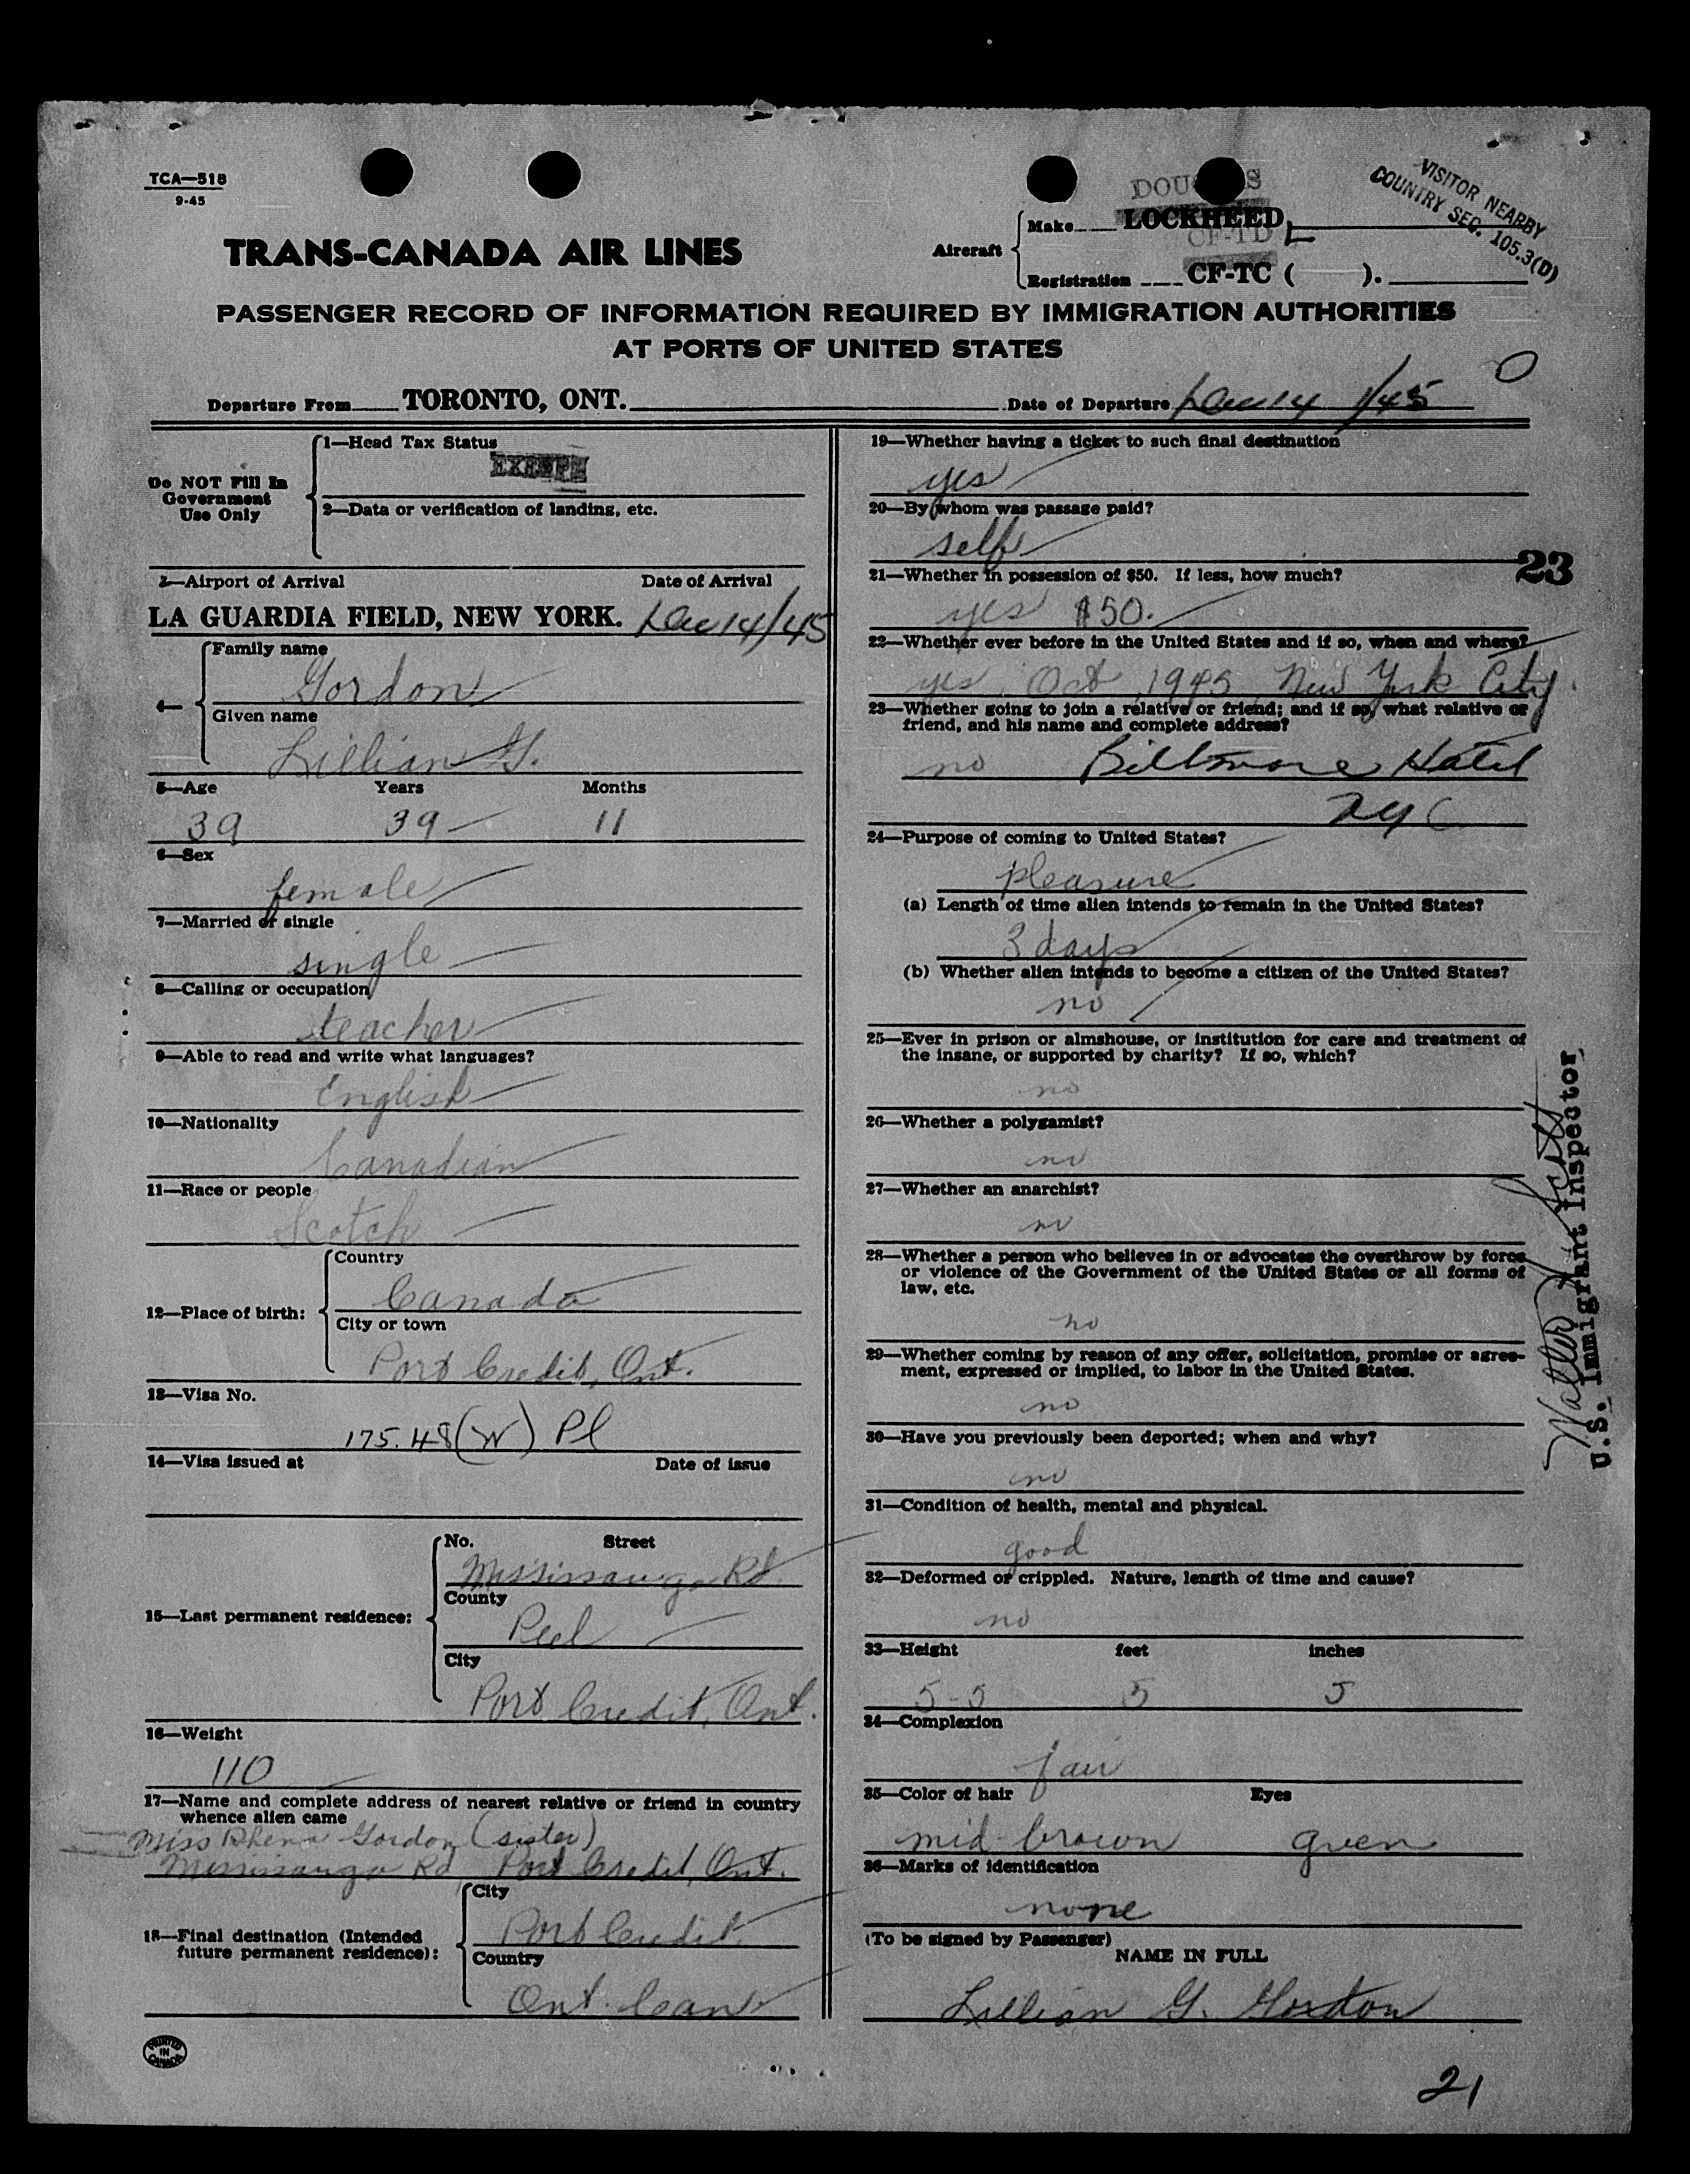 TCA—518
9-45
DOUGLAS
VISITOR NEARBY
COUNTRY SEC. 105.3(D)
TRANS-CANADA AIR LINES
Aircraft
Make LOCKHEED
CF-TD
Registration CF-TC ( ).
PASSENGER RECORD OF INFORMATION REQUIRED BY IMMIGRATION AUTHORITIES
AT PORTS OF UNITED STATES
Departure From TORONTO, ONT. Date of Departure Dec 14 1/45
Do NOT Fill In
Government
Use Only
1—Head Tax Status
EXEMPT
2—Data or verification of landing, etc.
—Airport of Arrival Date of Arrival
LA GUARDIA FIELD, NEW YORK. Dec 14/45
4—
Family name
Gordon
Given name
Lillian G.
5—Age Years Months
39 39 11
6—Sex
female
7—Married or single
single
8—Calling or occupation
teacher
9—Able to read and write what languages?
English
10—Nationality
Canadian
11—Race or people
Scotch
12—Place of birth:
Country
Canada
City or town
Port Credit, Ont.
13—Visa No.
175.48(W) Pl
14—Visa issued at Date of issue
15—Last permanent residence:
No. Street
Mississauga Rd.
County
Peel
City
Port Credit, Ont.
16—Weight
110
17—Name and complete address of nearest relative or friend in country
whence alien came
Miss Rhena Gordon (sister)
Mississauga Rd Port Credit, Ont.
18—Final destination (Intended
future permanent residence):
City
Port Credit
Country
Ont. Can
PRINTED
IN
CANADA
19—Whether having a ticket to such final destination
yes
20—By whom was passage paid?
self
21—Whether in possession of $50. If less, how much?
23
yes $50.
22—Whether ever before in the United States and if so, when and where?
yes Oct 1945 New York City
23—Whether going to join a relative or friend; and if so, what relative or
friend, and his name and complete address?
no Biltmore Hotel
NYC
24—Purpose of coming to United States?
pleasure
(a) Length of time alien intends to remain in the United States?
3 days
(b) Whether alien intends to become a citizen of the United States?
no
25—Ever in prison or almshouse, or institution for care and treatment of
the insane, or supported by charity? If so, which?
no
26—Whether a polygamist?
no
27—Whether an anarchist?
no
28—Whether a person who believes in or advocates the overthrow by force
or violence of the Government of the United States or all forms of
law, etc.
no
29—Whether coming by reason of any offer, solicitation, promise or agree-
ment, expressed or implied, to labor in the United States.
no
30—Have you previously been deported; when and why?
no
31—Condition of health, mental and physical.
good
32—Deformed or crippled. Nature, length of time and cause?
no
33—Height feet inches
5-5 5 5
34—Complexion
fair
35—Color of hair Eyes
mid-brown green
36—Marks of identification
none
(To be signed by Passenger)
NAME IN FULL
Lillian G. Gordon
Walter
U.S. Immigrant Inspector
21